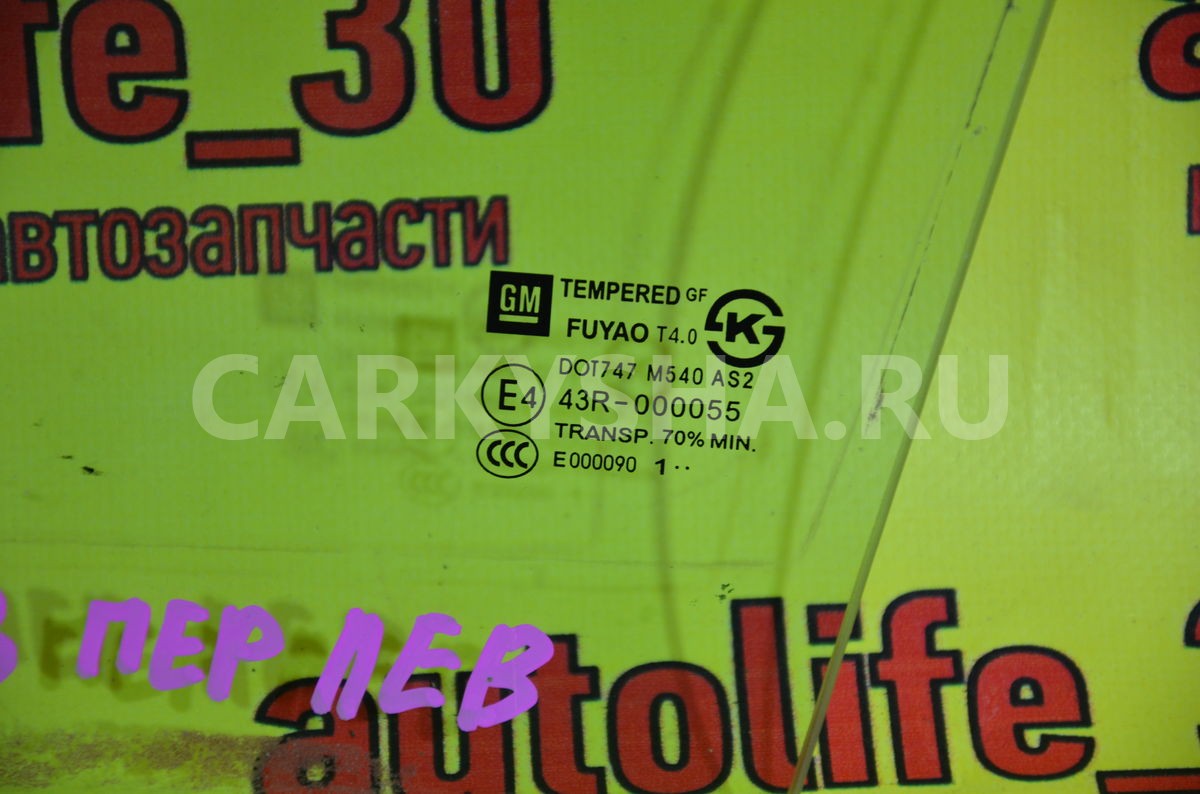 fe_30
автозапчасти
GM TEMPERED GF
FUYAO T4.0 K
DOT747 M540 AS2
E4 43R-000055
TRANSP. 70% MIN.
CCC E000090 1··
CARKYSHA.RU
ПЕР ЛЕВ
autolife_